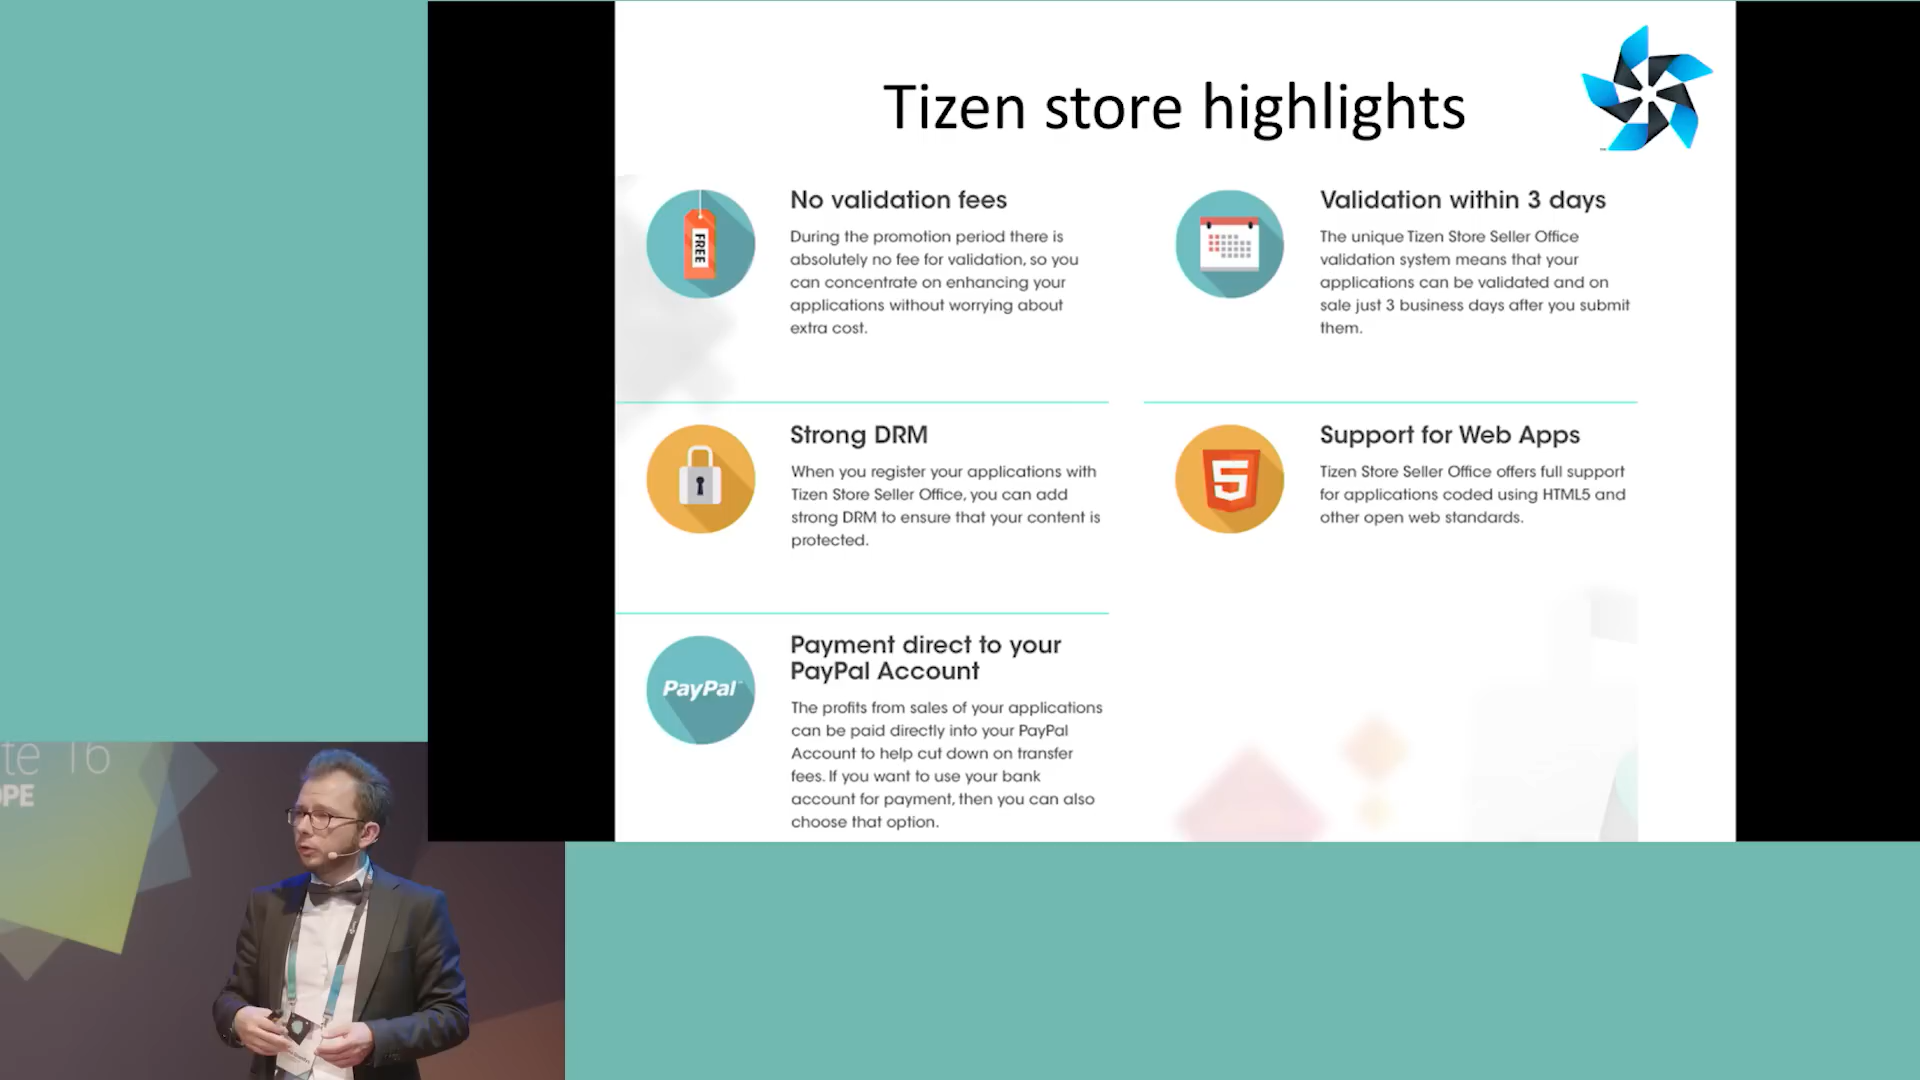 Tizen store highlights
FREE
No validation fees
During the promotion period there is
absolutely no fee for validation, so you
can concentrate on enhancing your
applications without worrying about
extra cost.
Validation within 3 days
The unique Tizen Store Seller Office
validation system means that your
applications can be validated and on
sale just 3 business days after you submit
them.
Strong DRM
When you register your applications with
Tizen Store Seller Office, you can add
strong DRM to ensure that your content is
protected.
5
Support for Web Apps
Tizen Store Seller Office offers full support
for applications coded using HTML5 and
other open web standards.
PayPal
Payment direct to your
PayPal Account
The profits from sales of your applications
can be paid directly into your PayPal
Account to help cut down on transfer
fees. If you want to use your bank
account for payment, then you can also
choose that option.
te 16
OPE